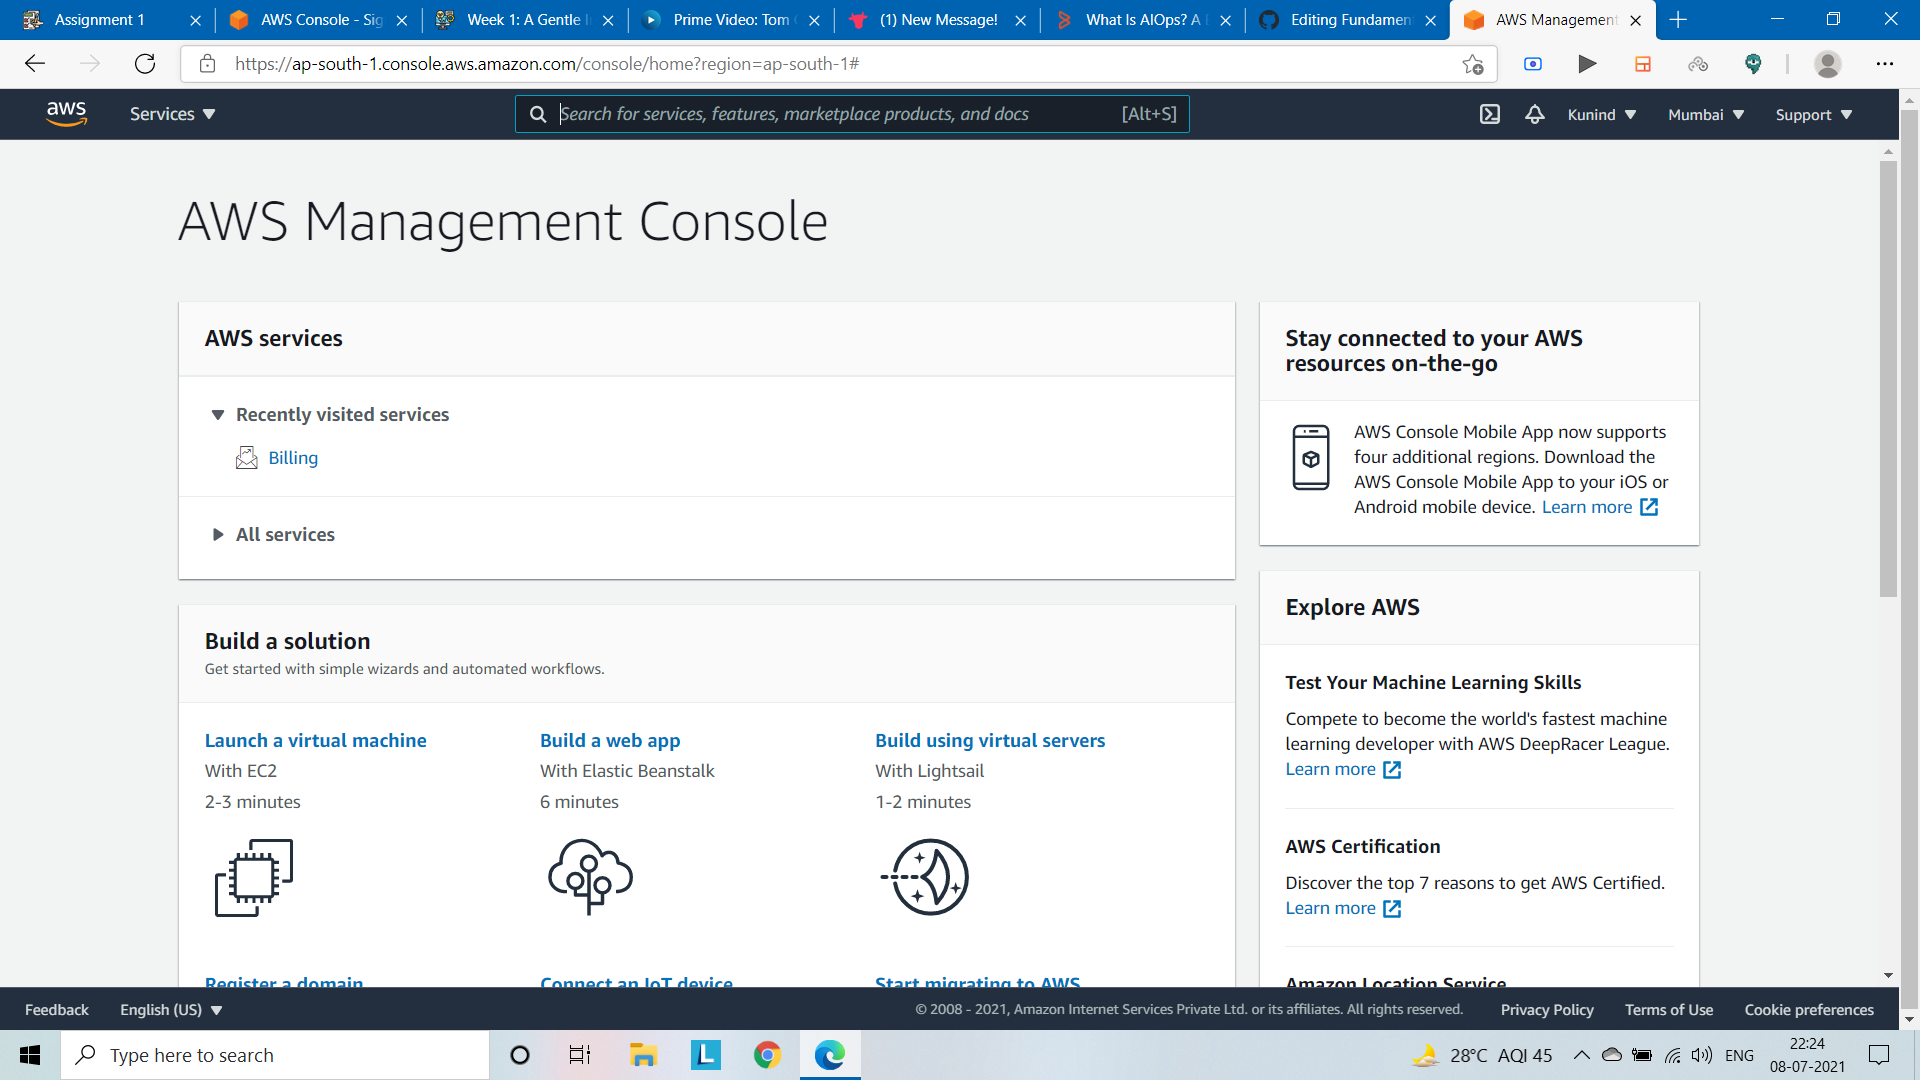 Assignment 1
AWS Console - Sig
Week 1: A Gentle I
Prime Video: Tom
(1) New Message!
What Is AIOps? A
Editing Fundamen
AWS Management
https://ap-south-1.console.aws.amazon.com/console/home?region=ap-south-1#
aws
Services
Search for services, features, marketplace products, and docs
[Alt+S]
Kunind
Mumbai
Support
AWS Management Console
AWS services
Recently visited services
Billing
All services
Build a solution
Get started with simple wizards and automated workflows.
Launch a virtual machine
With EC2
2-3 minutes
Build a web app
With Elastic Beanstalk
6 minutes
Build using virtual servers
With Lightsail
1-2 minutes
Register a domain
Connect an IoT device
Start migrating to AWS
Stay connected to your AWS
resources on-the-go
AWS Console Mobile App now supports
four additional regions. Download the
AWS Console Mobile App to your iOS or
Android mobile device. Learn more
Explore AWS
Test Your Machine Learning Skills
Compete to become the world's fastest machine
learning developer with AWS DeepRacer League.
Learn more
AWS Certification
Discover the top 7 reasons to get AWS Certified.
Learn more
Amazon Location Service
Feedback
English (US)
© 2008 - 2021, Amazon Internet Services Private Ltd. or its affiliates. All rights reserved.
Privacy Policy
Terms of Use
Cookie preferences
Type here to search
L
28°C AQI 45
ENG
22:24
08-07-2021